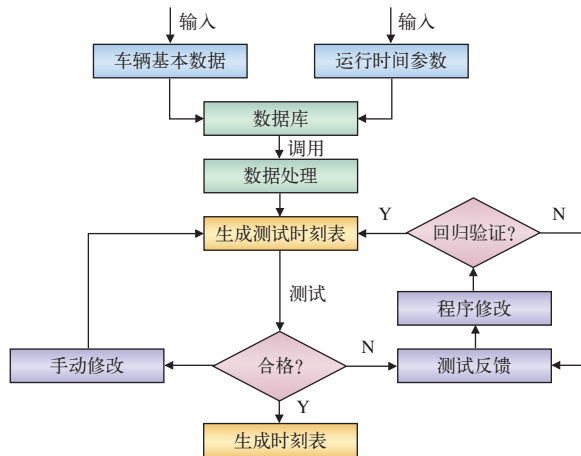 输入
输入
车辆基本数据
运行时间参数
数据库
调用
数据处理
生成测试时刻表
Y
回归验证?
N
测试
程序修改
手动修改
合格?
N
测试反馈
Y
生成时刻表